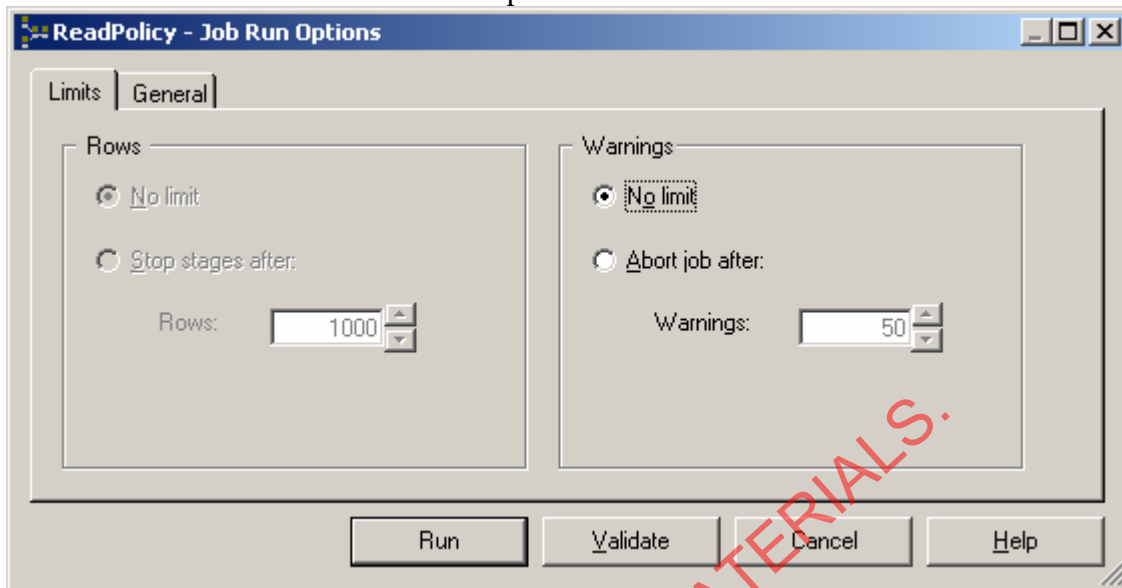 ReadPolicy - Job Run Options
Limits
General
Rows
No limit
Stop stages after:
Rows:
1000
Warnings
No limit
Abort job after:
Warnings:
50
Run
Validate
Cancel
Help
MATERIALS.